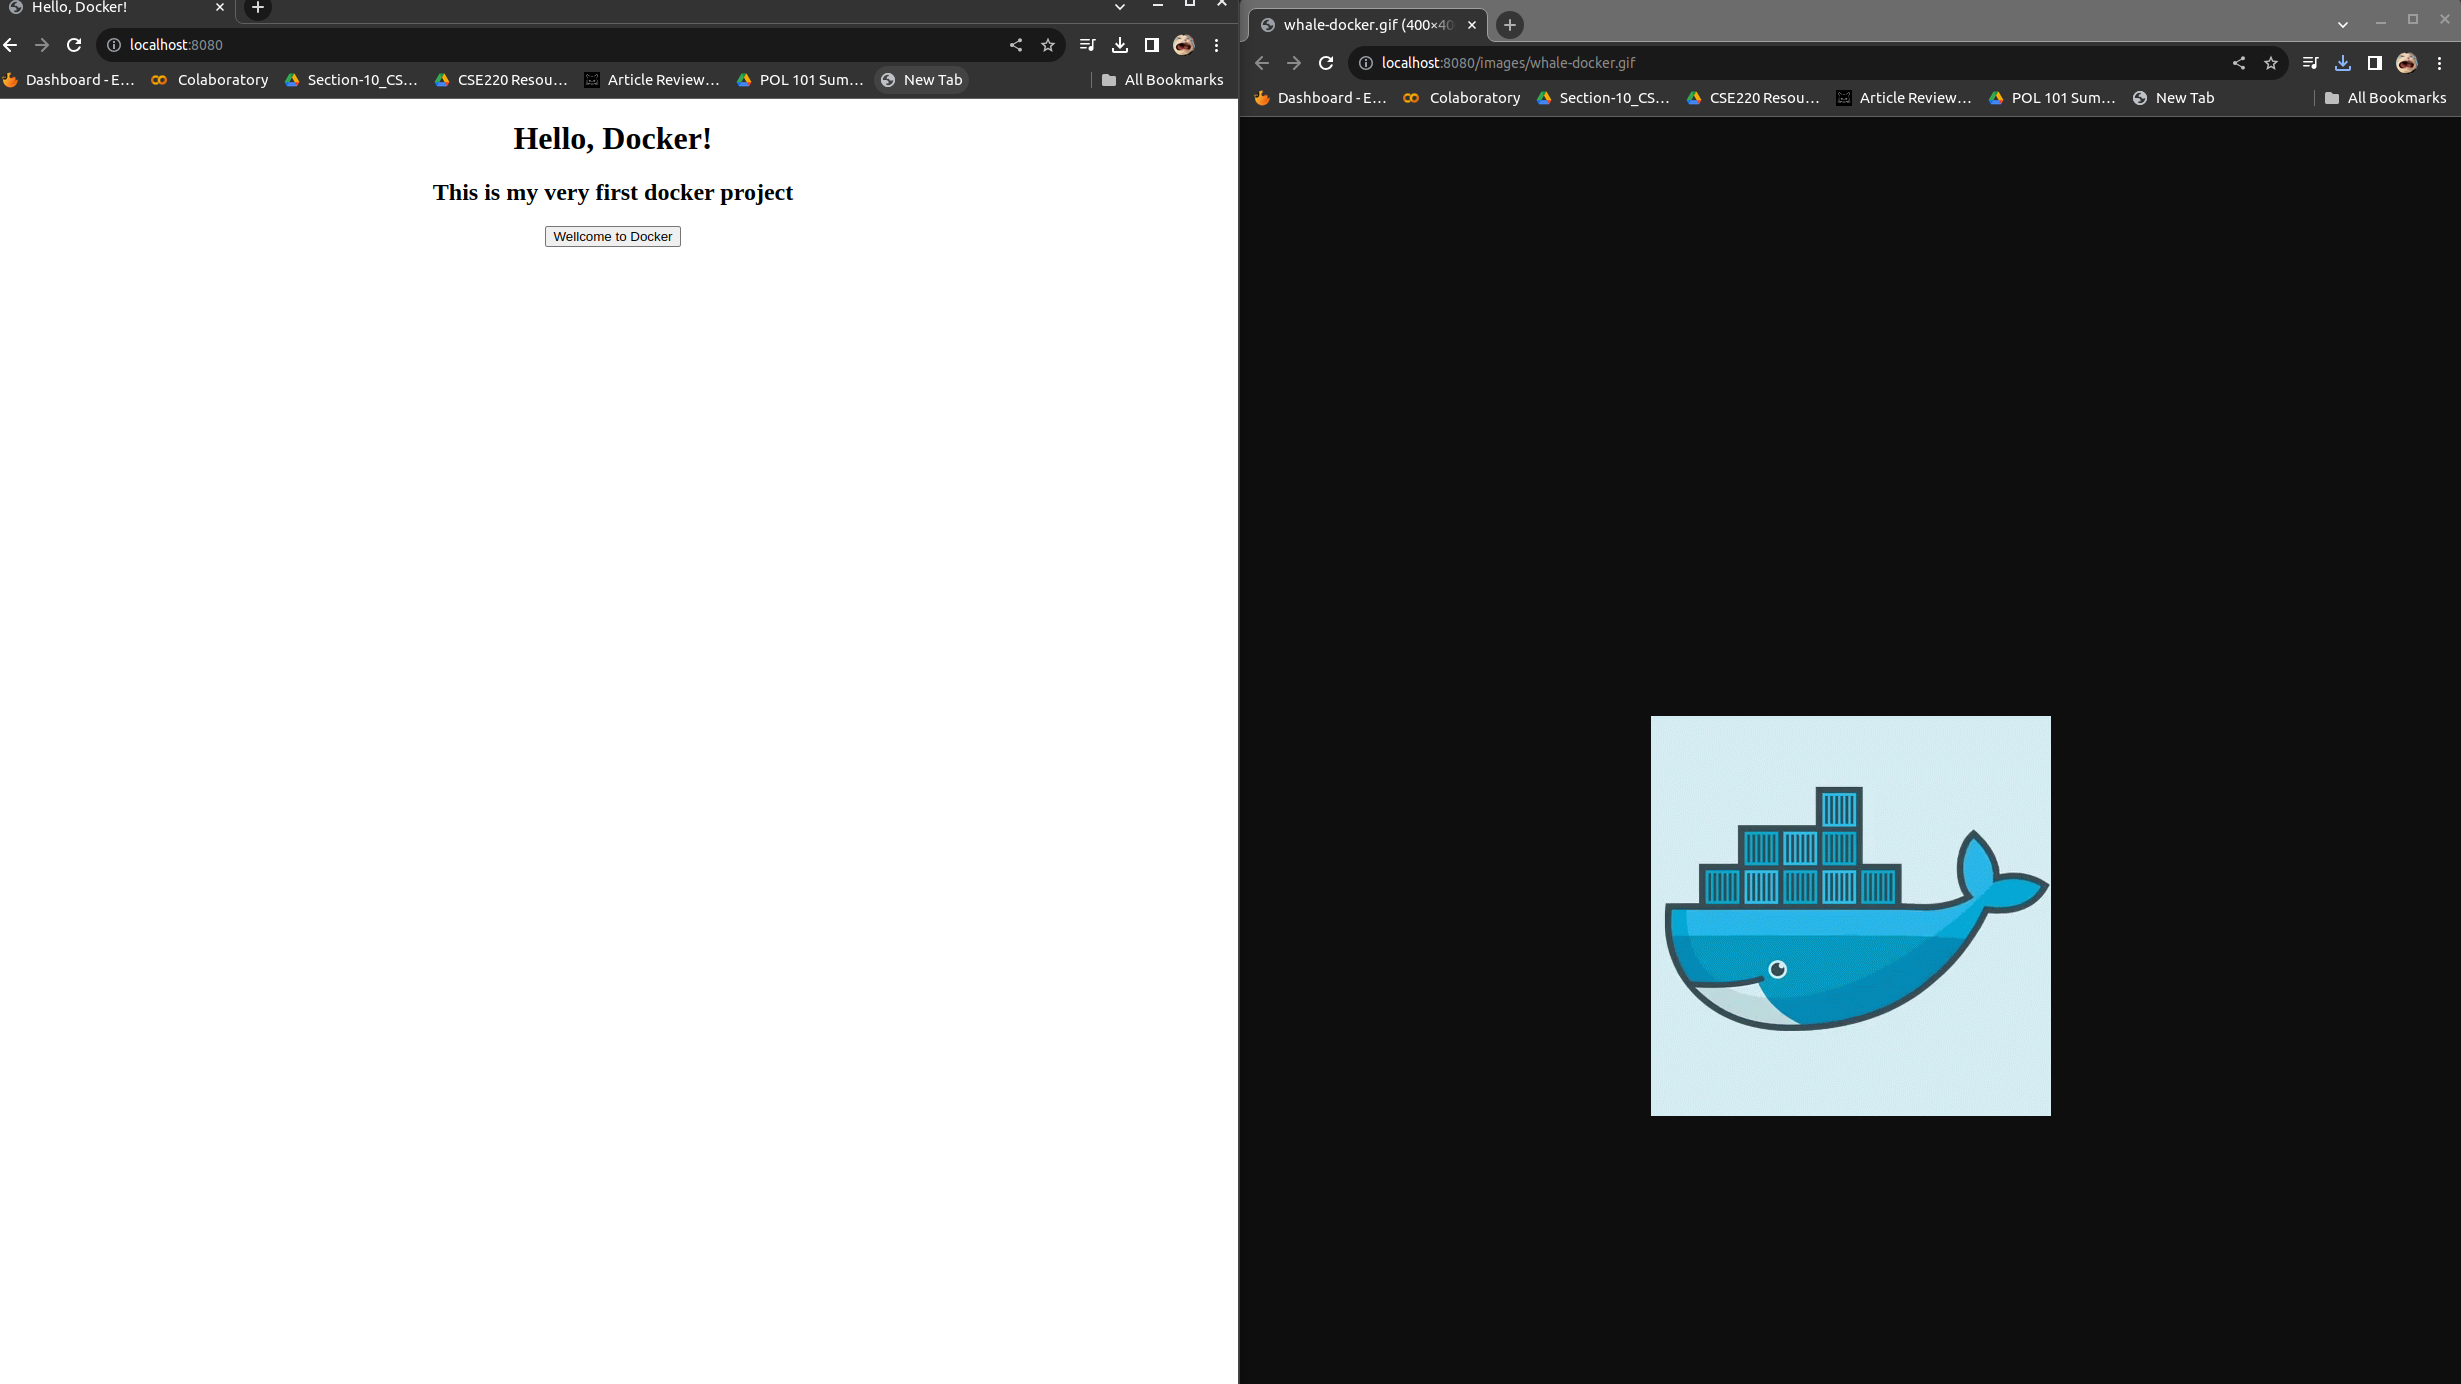 Hello, Docker!
localhost:8080
Dashboard - E...
Colaboratory
Section-10_CS...
CSE220 Resou...
Article Review...
POL 101 Sum...
New Tab
All Bookmarks
Hello, Docker!
This is my very first docker project
Wellcome to Docker
whale-docker.gif (400×40
localhost:8080/images/whale-docker.gif
Dashboard - E...
Colaboratory
Section-10_CS...
CSE220 Resou...
Article Review...
POL 101 Sum...
New Tab
All Bookmarks